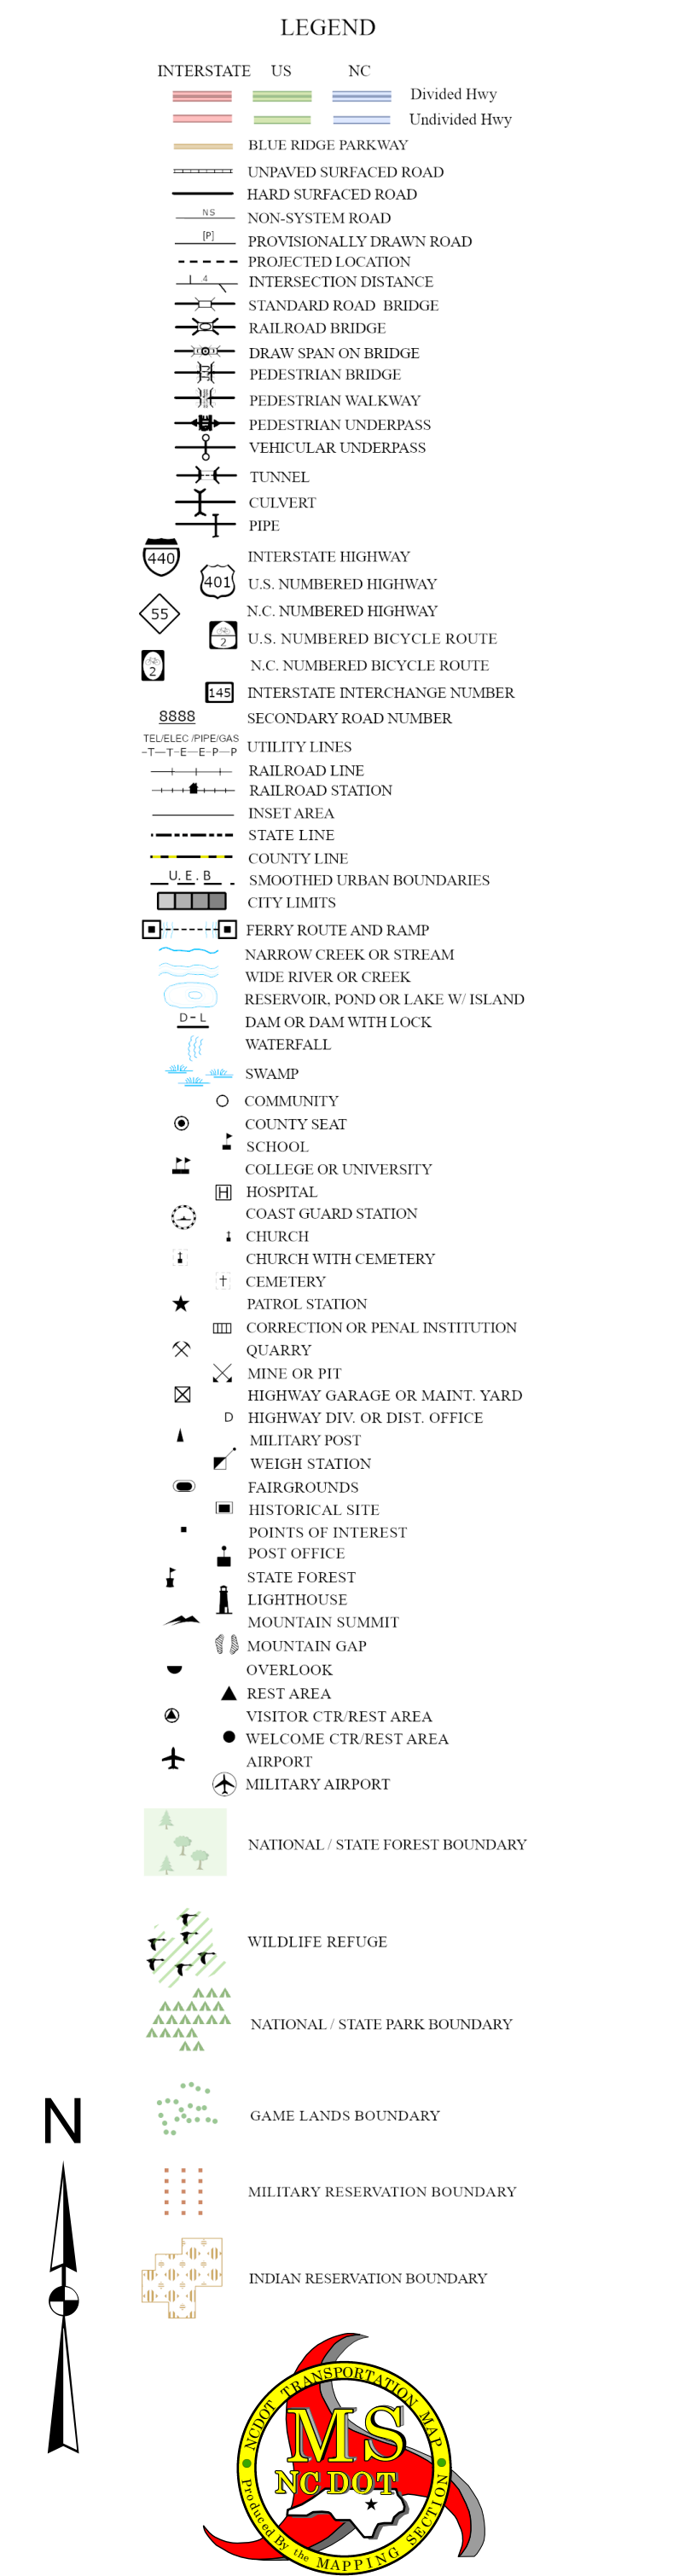 LEGEND
INTERSTATE US NC
Divided Hwy
Undivided Hwy
BLUE RIDGE PARKWAY
UNPAVED SURFACED ROAD
HARD SURFACED ROAD
NS NON-SYSTEM ROAD
[P] PROVISIONALLY DRAWN ROAD
PROJECTED LOCATION
.4 INTERSECTION DISTANCE
STANDARD ROAD BRIDGE
RAILROAD BRIDGE
DRAW SPAN ON BRIDGE
PEDESTRIAN BRIDGE
PEDESTRIAN WALKWAY
PEDESTRIAN UNDERPASS
VEHICULAR UNDERPASS
TUNNEL
CULVERT
PIPE
440 INTERSTATE HIGHWAY
401 U.S. NUMBERED HIGHWAY
55 N.C. NUMBERED HIGHWAY
2 U.S. NUMBERED BICYCLE ROUTE
2 N.C. NUMBERED BICYCLE ROUTE
145 INTERSTATE INTERCHANGE NUMBER
8888 SECONDARY ROAD NUMBER
TEL/ELEC /PIPE/GAS
-T—T-E—E-P—P UTILITY LINES
RAILROAD LINE
RAILROAD STATION
INSET AREA
STATE LINE
COUNTY LINE
U.E.B SMOOTHED URBAN BOUNDARIES
CITY LIMITS
FERRY ROUTE AND RAMP
NARROW CREEK OR STREAM
WIDE RIVER OR CREEK
RESERVOIR, POND OR LAKE W/ ISLAND
D-L DAM OR DAM WITH LOCK
WATERFALL
SWAMP
COMMUNITY
COUNTY SEAT
SCHOOL
COLLEGE OR UNIVERSITY
H HOSPITAL
COAST GUARD STATION
CHURCH
CHURCH WITH CEMETERY
CEMETERY
PATROL STATION
CORRECTION OR PENAL INSTITUTION
QUARRY
MINE OR PIT
HIGHWAY GARAGE OR MAINT. YARD
D HIGHWAY DIV. OR DIST. OFFICE
MILITARY POST
WEIGH STATION
FAIRGROUNDS
HISTORICAL SITE
POINTS OF INTEREST
POST OFFICE
STATE FOREST
LIGHTHOUSE
MOUNTAIN SUMMIT
MOUNTAIN GAP
OVERLOOK
REST AREA
VISITOR CTR/REST AREA
WELCOME CTR/REST AREA
AIRPORT
MILITARY AIRPORT
NATIONAL / STATE FOREST BOUNDARY
WILDLIFE REFUGE
NATIONAL / STATE PARK BOUNDARY
GAME LANDS BOUNDARY
N
MILITARY RESERVATION BOUNDARY
INDIAN RESERVATION BOUNDARY
NCDOT TRANSPORTATION MAP
MS
NCDOT
Produced By the MAPPING SECTION